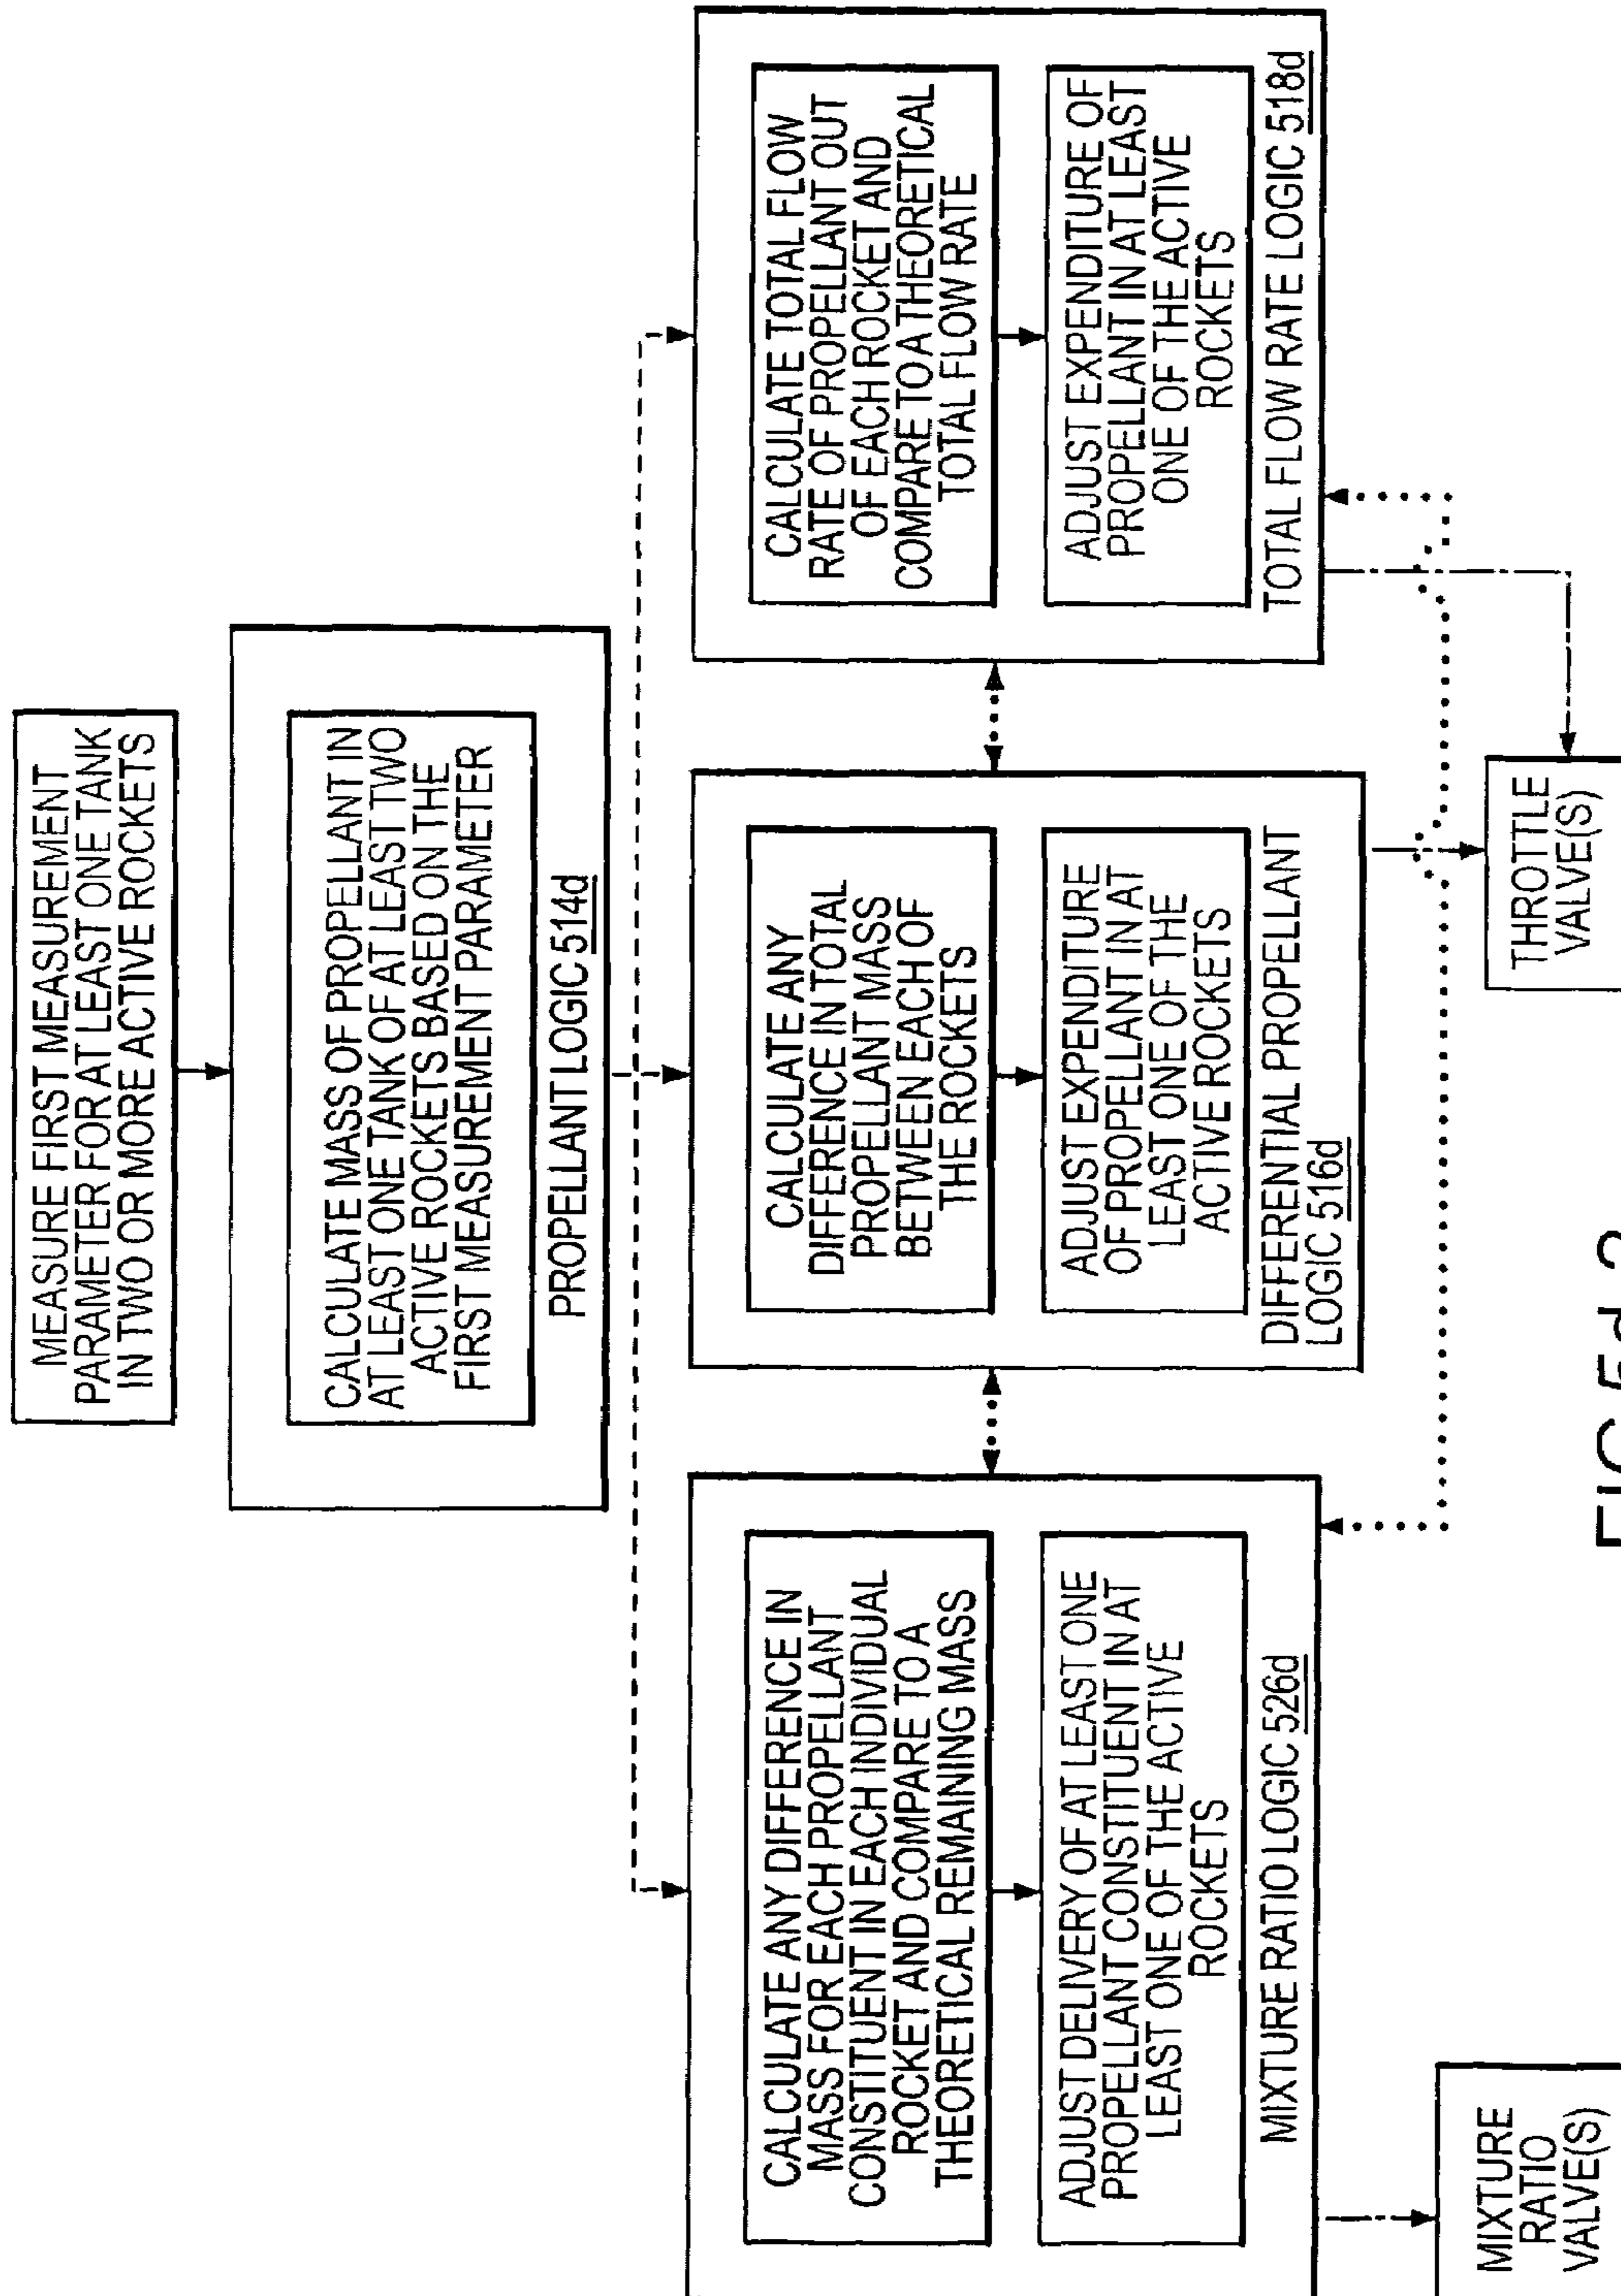 MEASURE FIRST MEASUREMENT
PARAMETER FOR AT LEAST ONE TANK
IN TWO OR MORE ACTIVE ROCKETS
CALCULATE MASS OF PROPELLANT IN
AT LEAST ONE TANK OF AT LEAST TWO
ACTIVE ROCKETS BASED ON THE
FIRST MEASUREMENT PARAMETER
PROPELLANT LOGIC 514d
CALCULATE ANY DIFFERENCE IN
MASS FOR EACH PROPELLANT
CONSTITUENT IN EACH INDIVIDUAL
ROCKET AND COMPARE TO A
THEORETICAL REMAINING MASS
ADJUST DELIVERY OF AT LEAST ONE
PROPELLANT CONSTITUENT IN AT
LEAST ONE OF THE ACTIVE
ROCKETS
MIXTURE RATIO LOGIC 526d
CALCULATE ANY
DIFFERENCE IN TOTAL
PROPELLANT MASS
BETWEEN EACH OF
THE ROCKETS
ADJUST EXPENDITURE
OF PROPELLANT IN AT
LEAST ONE OF THE
ACTIVE ROCKETS
DIFFERENTIAL PROPELLANT
LOGIC 516d
CALCULATE TOTAL FLOW
RATE OF PROPELLANT OUT
OF EACH ROCKET AND
COMPARE TO A THEORETICAL
TOTAL FLOW RATE
ADJUST EXPENDITURE OF
PROPELLANT IN AT LEAST
ONE OF THE ACTIVE
ROCKETS
TOTAL FLOW RATE LOGIC 518d
MIXTURE
RATIO
VALVE(S)
THROTTLE
VALVE(S)